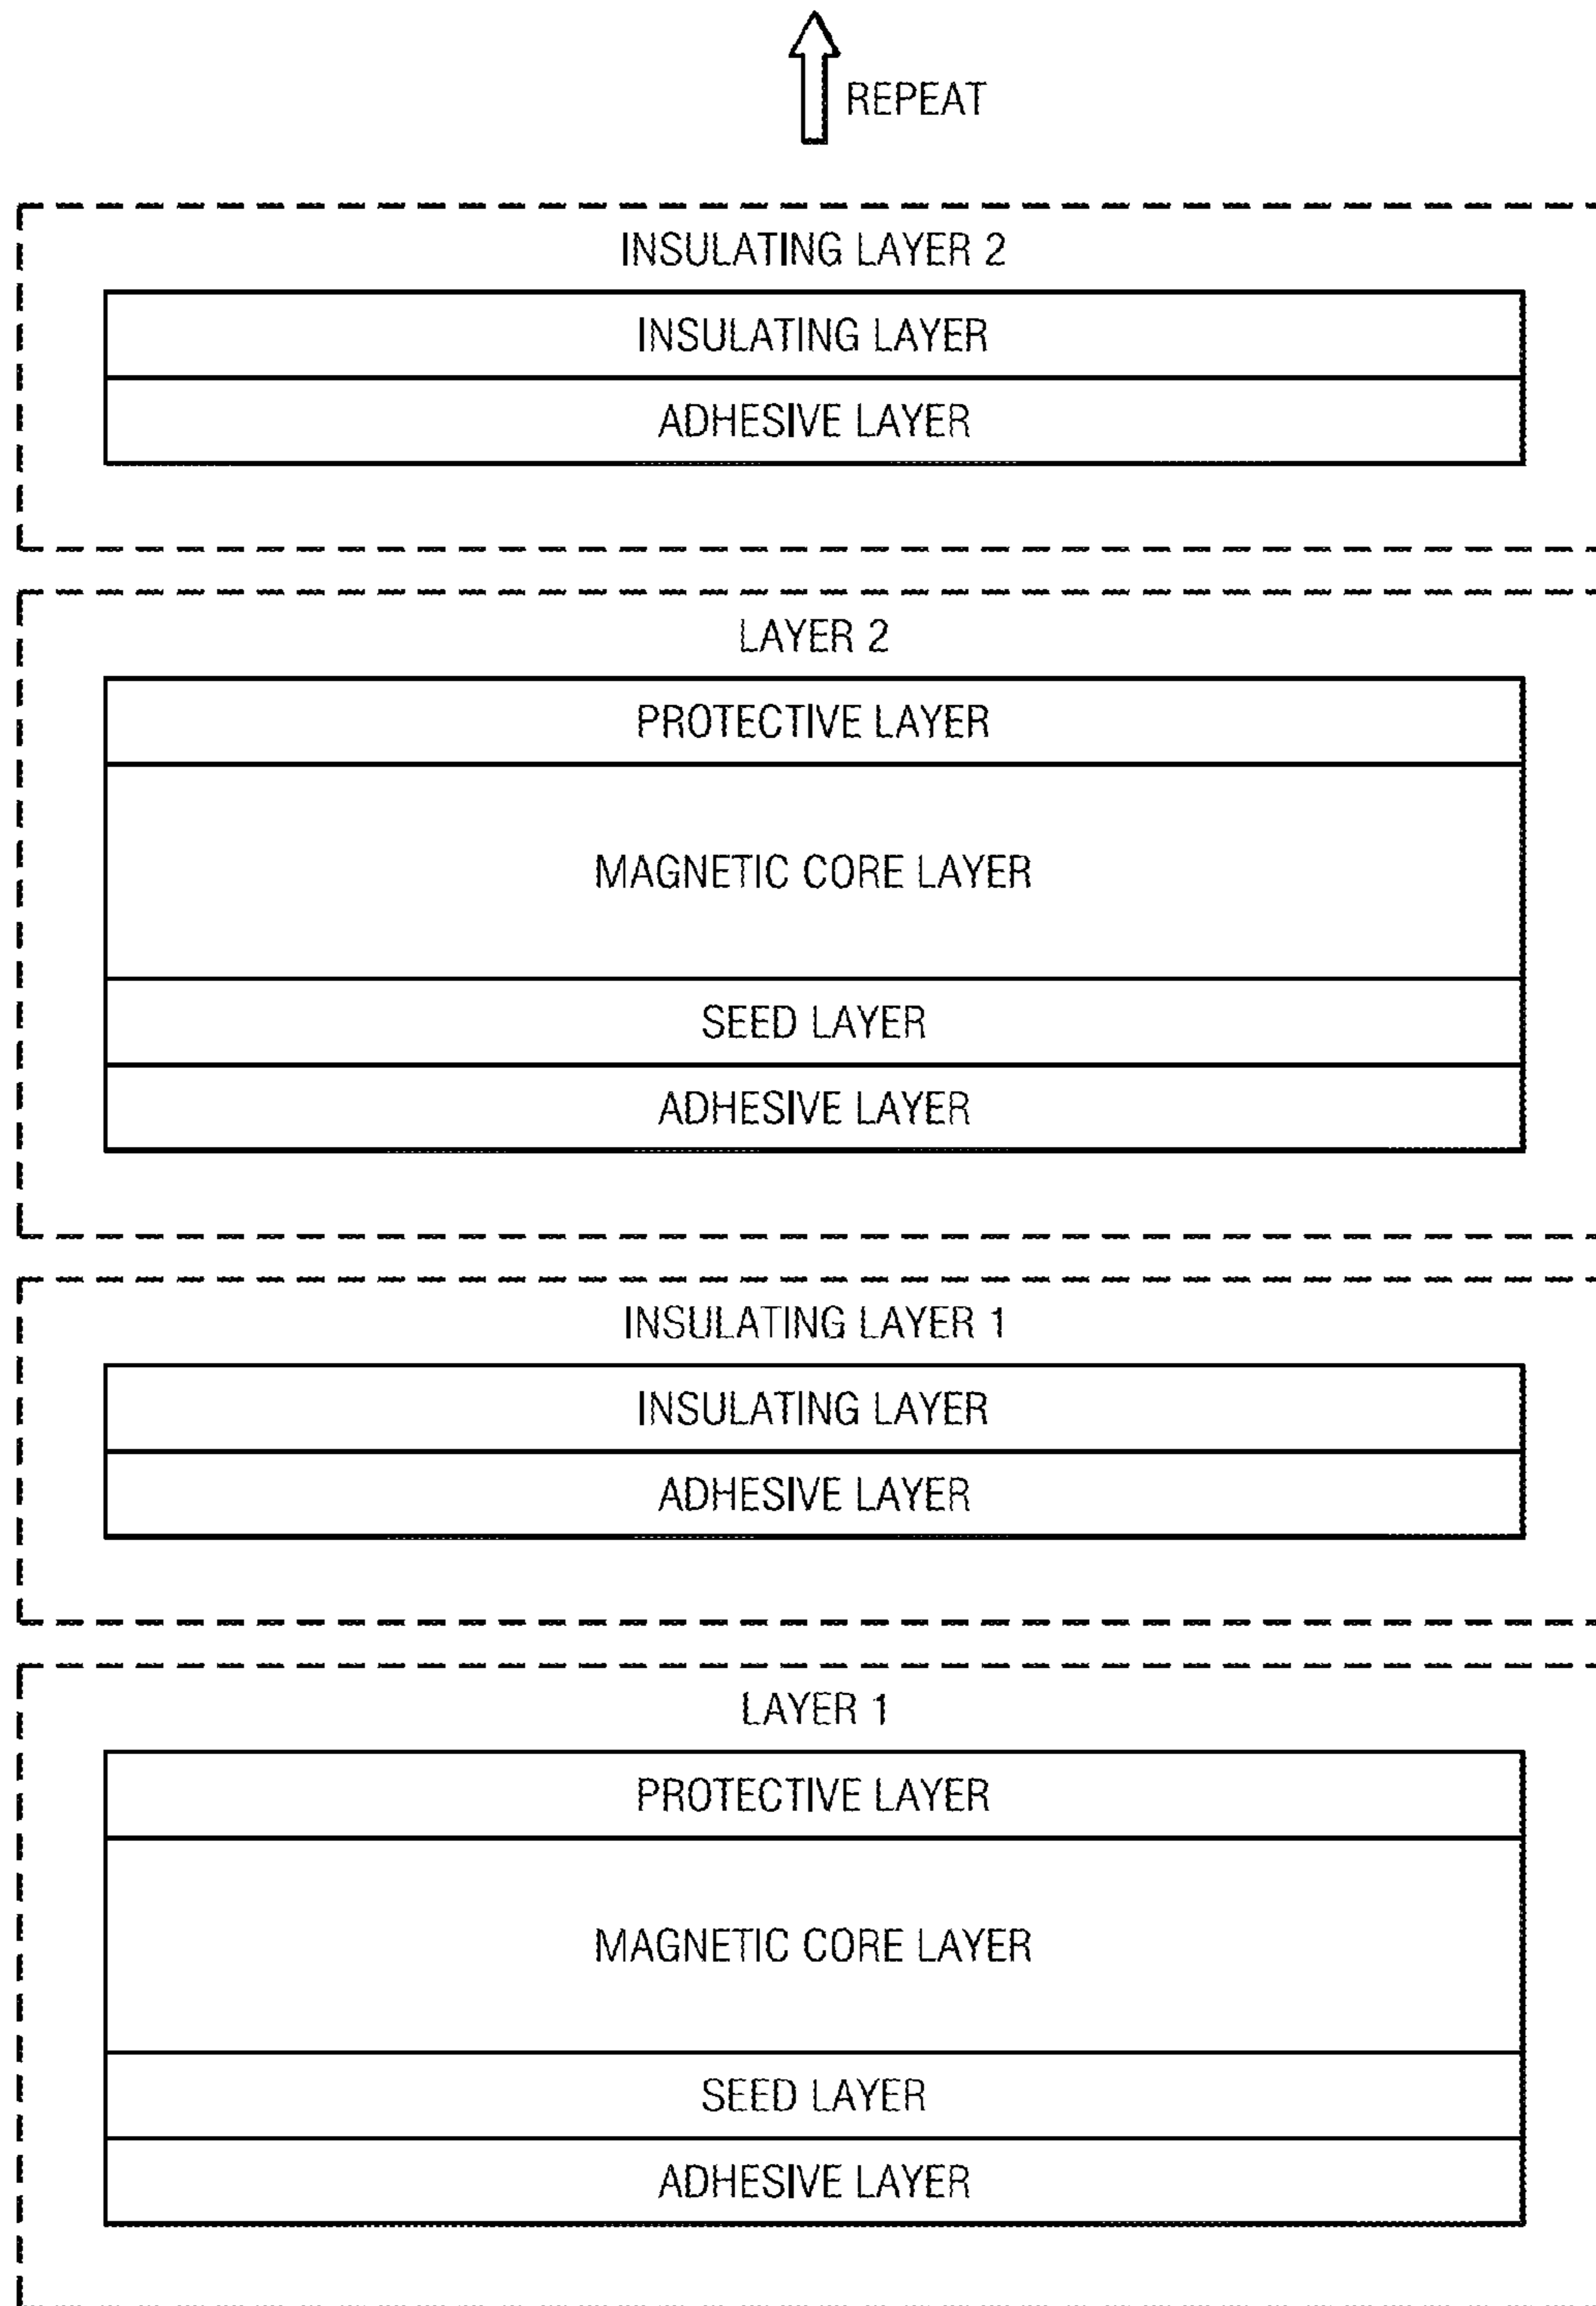 REPEAT
INSULATING LAYER 2
INSULATING LAYER
ADHESIVE LAYER
LAYER 2
PROTECTIVE LAYER
MAGNETIC CORE LAYER
SEED LAYER
ADHESIVE LAYER
INSULATING LAYER 1
INSULATING LAYER
ADHESIVE LAYER
LAYER 1
PROTECTIVE LAYER
MAGNETIC CORE LAYER
SEED LAYER
ADHESIVE LAYER